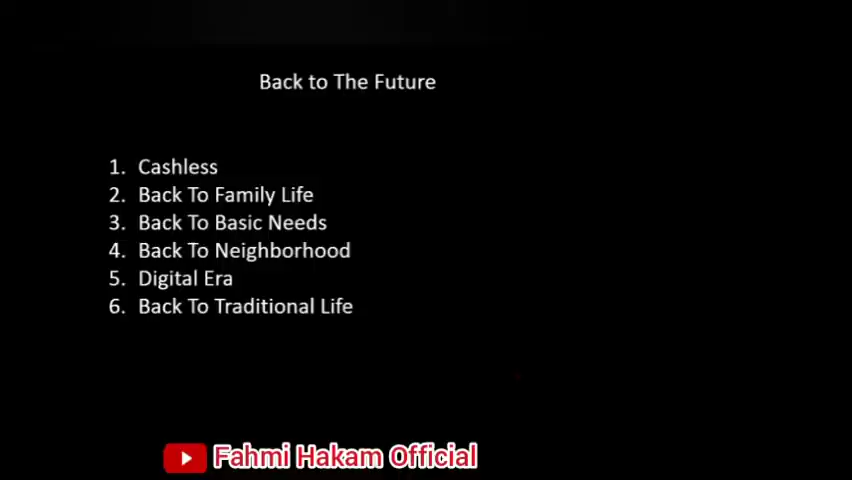 Back to The Future
1. Cashless
2. Back To Family Life
3. Back To Basic Needs
4. Back To Neighborhood
5. Digital Era
6. Back To Traditional Life
Fahmi Hakam Official